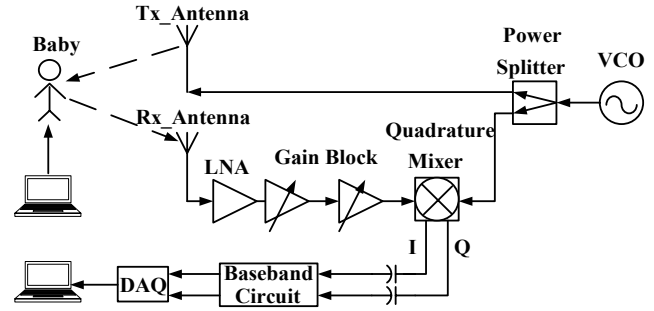 Tx_Antenna
Baby
Power
Splitter
VCO
Rx_Antenna
Quadrature
Mixer
LNA
Gain Block
I
Q
DAQ
Baseband
Circuit